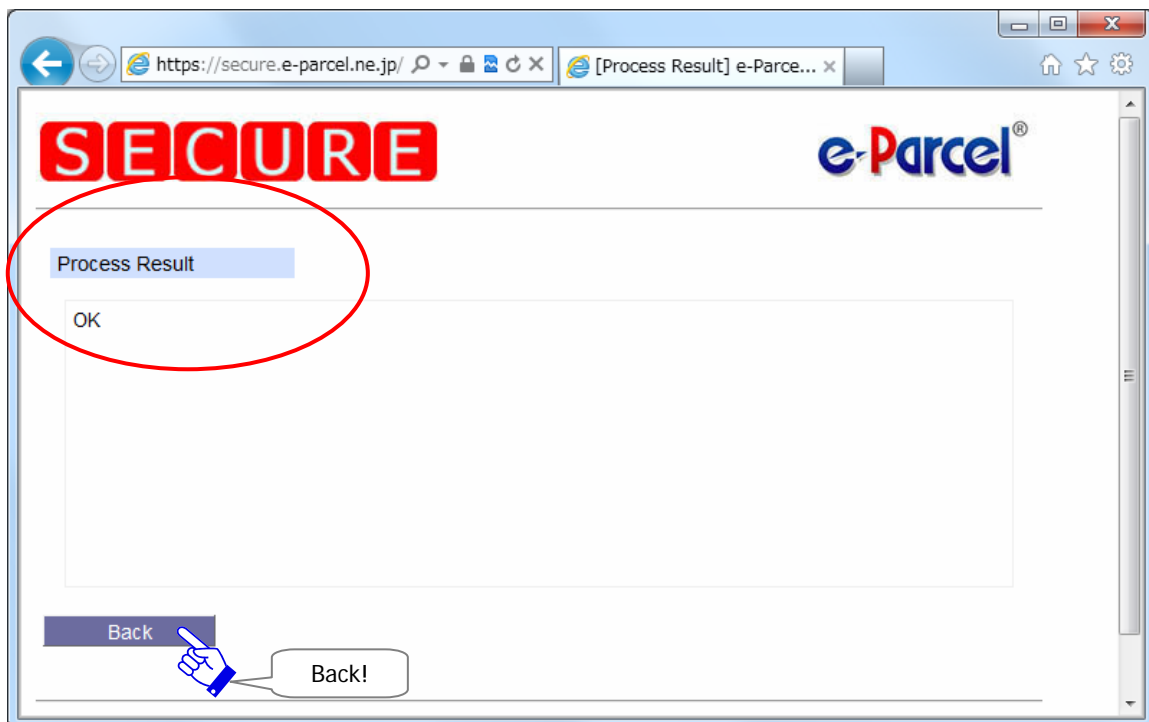 https://secure.e-parcel.ne.jp/
[Process Result] e-Parce...
SECURE
e-Parcel®
Process Result
OK
Back
Back!